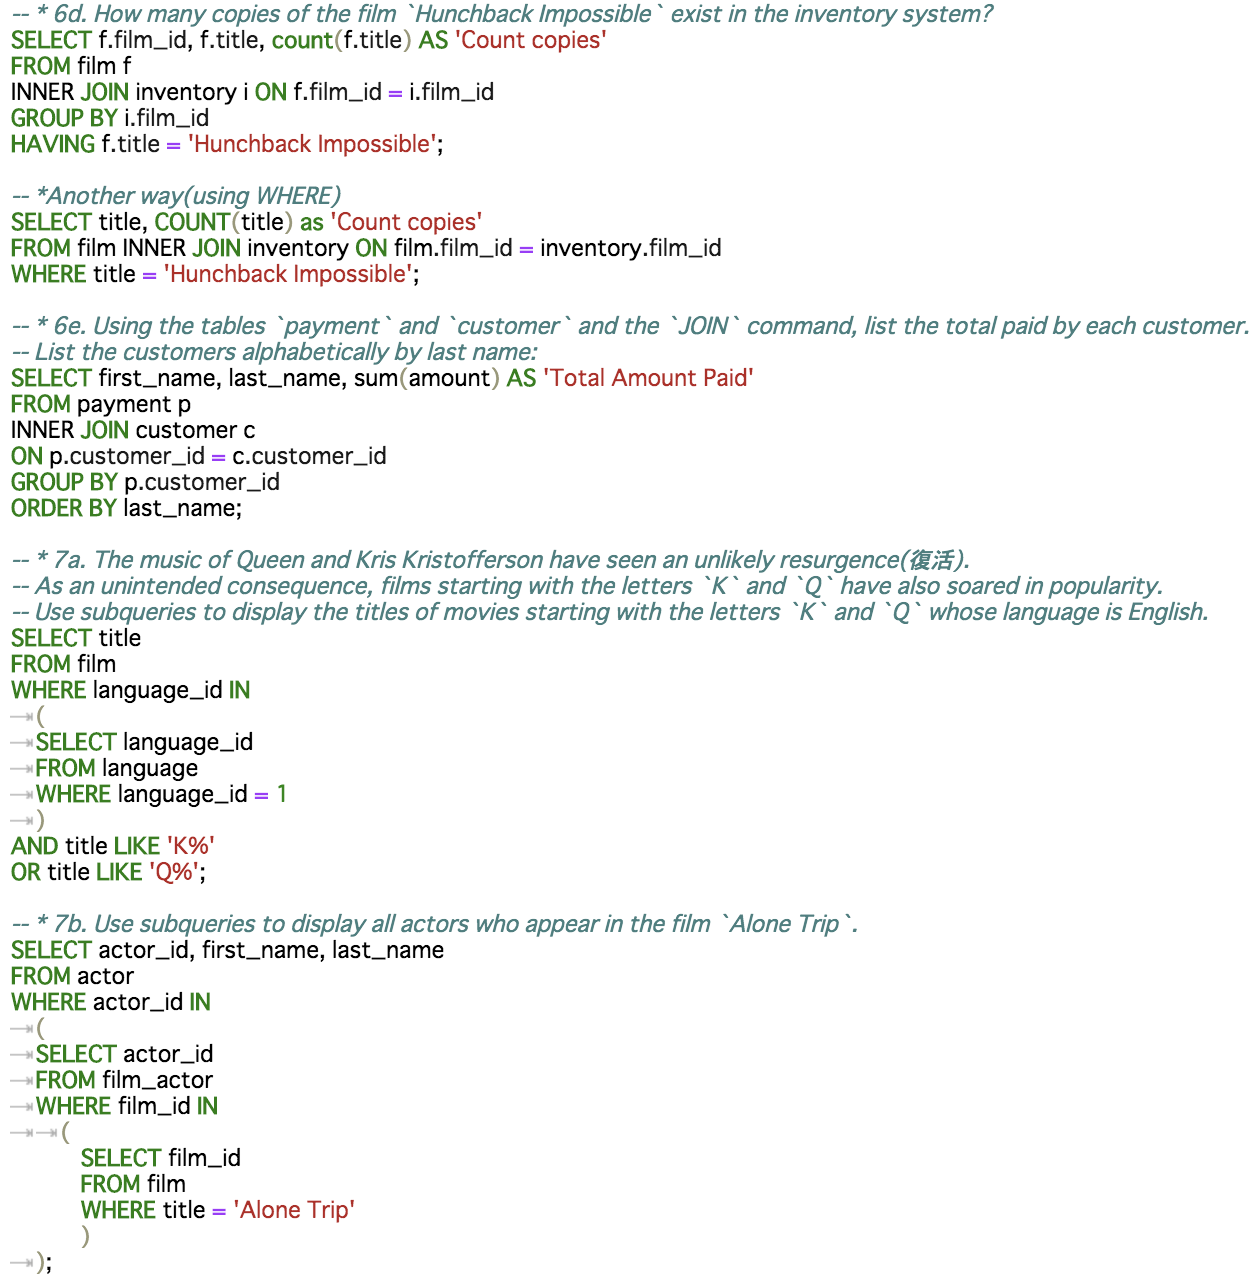 -- * 6d. How many copies of the film `Hunchback Impossible` exist in the inventory system?
SELECT f.film_id, f.title, count(f.title) AS 'Count copies'
FROM film f
INNER JOIN inventory i ON f.film_id = i.film_id
GROUP BY i.film_id
HAVING f.title = 'Hunchback Impossible';
-- *Another way(using WHERE)
SELECT title, COUNT(title) as 'Count copies'
FROM film INNER JOIN inventory ON film.film_id = inventory.film_id
WHERE title = 'Hunchback Impossible';
-- * 6e. Using the tables `payment` and `customer` and the `JOIN` command, list the total paid by each customer.
-- List the customers alphabetically by last name:
SELECT first_name, last_name, sum(amount) AS 'Total Amount Paid'
FROM payment p
INNER JOIN customer c
ON p.customer_id = c.customer_id
GROUP BY p.customer_id
ORDER BY last_name;
-- * 7a. The music of Queen and Kris Kristofferson have seen an unlikely resurgence(復活).
-- As an unintended consequence, films starting with the letters `K` and `Q` have also soared in popularity.
-- Use subqueries to display the titles of movies starting with the letters `K` and `Q` whose language is English.
SELECT title
FROM film
WHERE language_id IN
(
SELECT language_id
FROM language
WHERE language_id = 1
)
AND title LIKE 'K%'
OR title LIKE 'Q%';
-- * 7b. Use subqueries to display all actors who appear in the film `Alone Trip`.
SELECT actor_id, first_name, last_name
FROM actor
WHERE actor_id IN
(
SELECT actor_id
FROM film_actor
WHERE film_id IN
(
SELECT film_id
FROM film
WHERE title = 'Alone Trip'
)
);